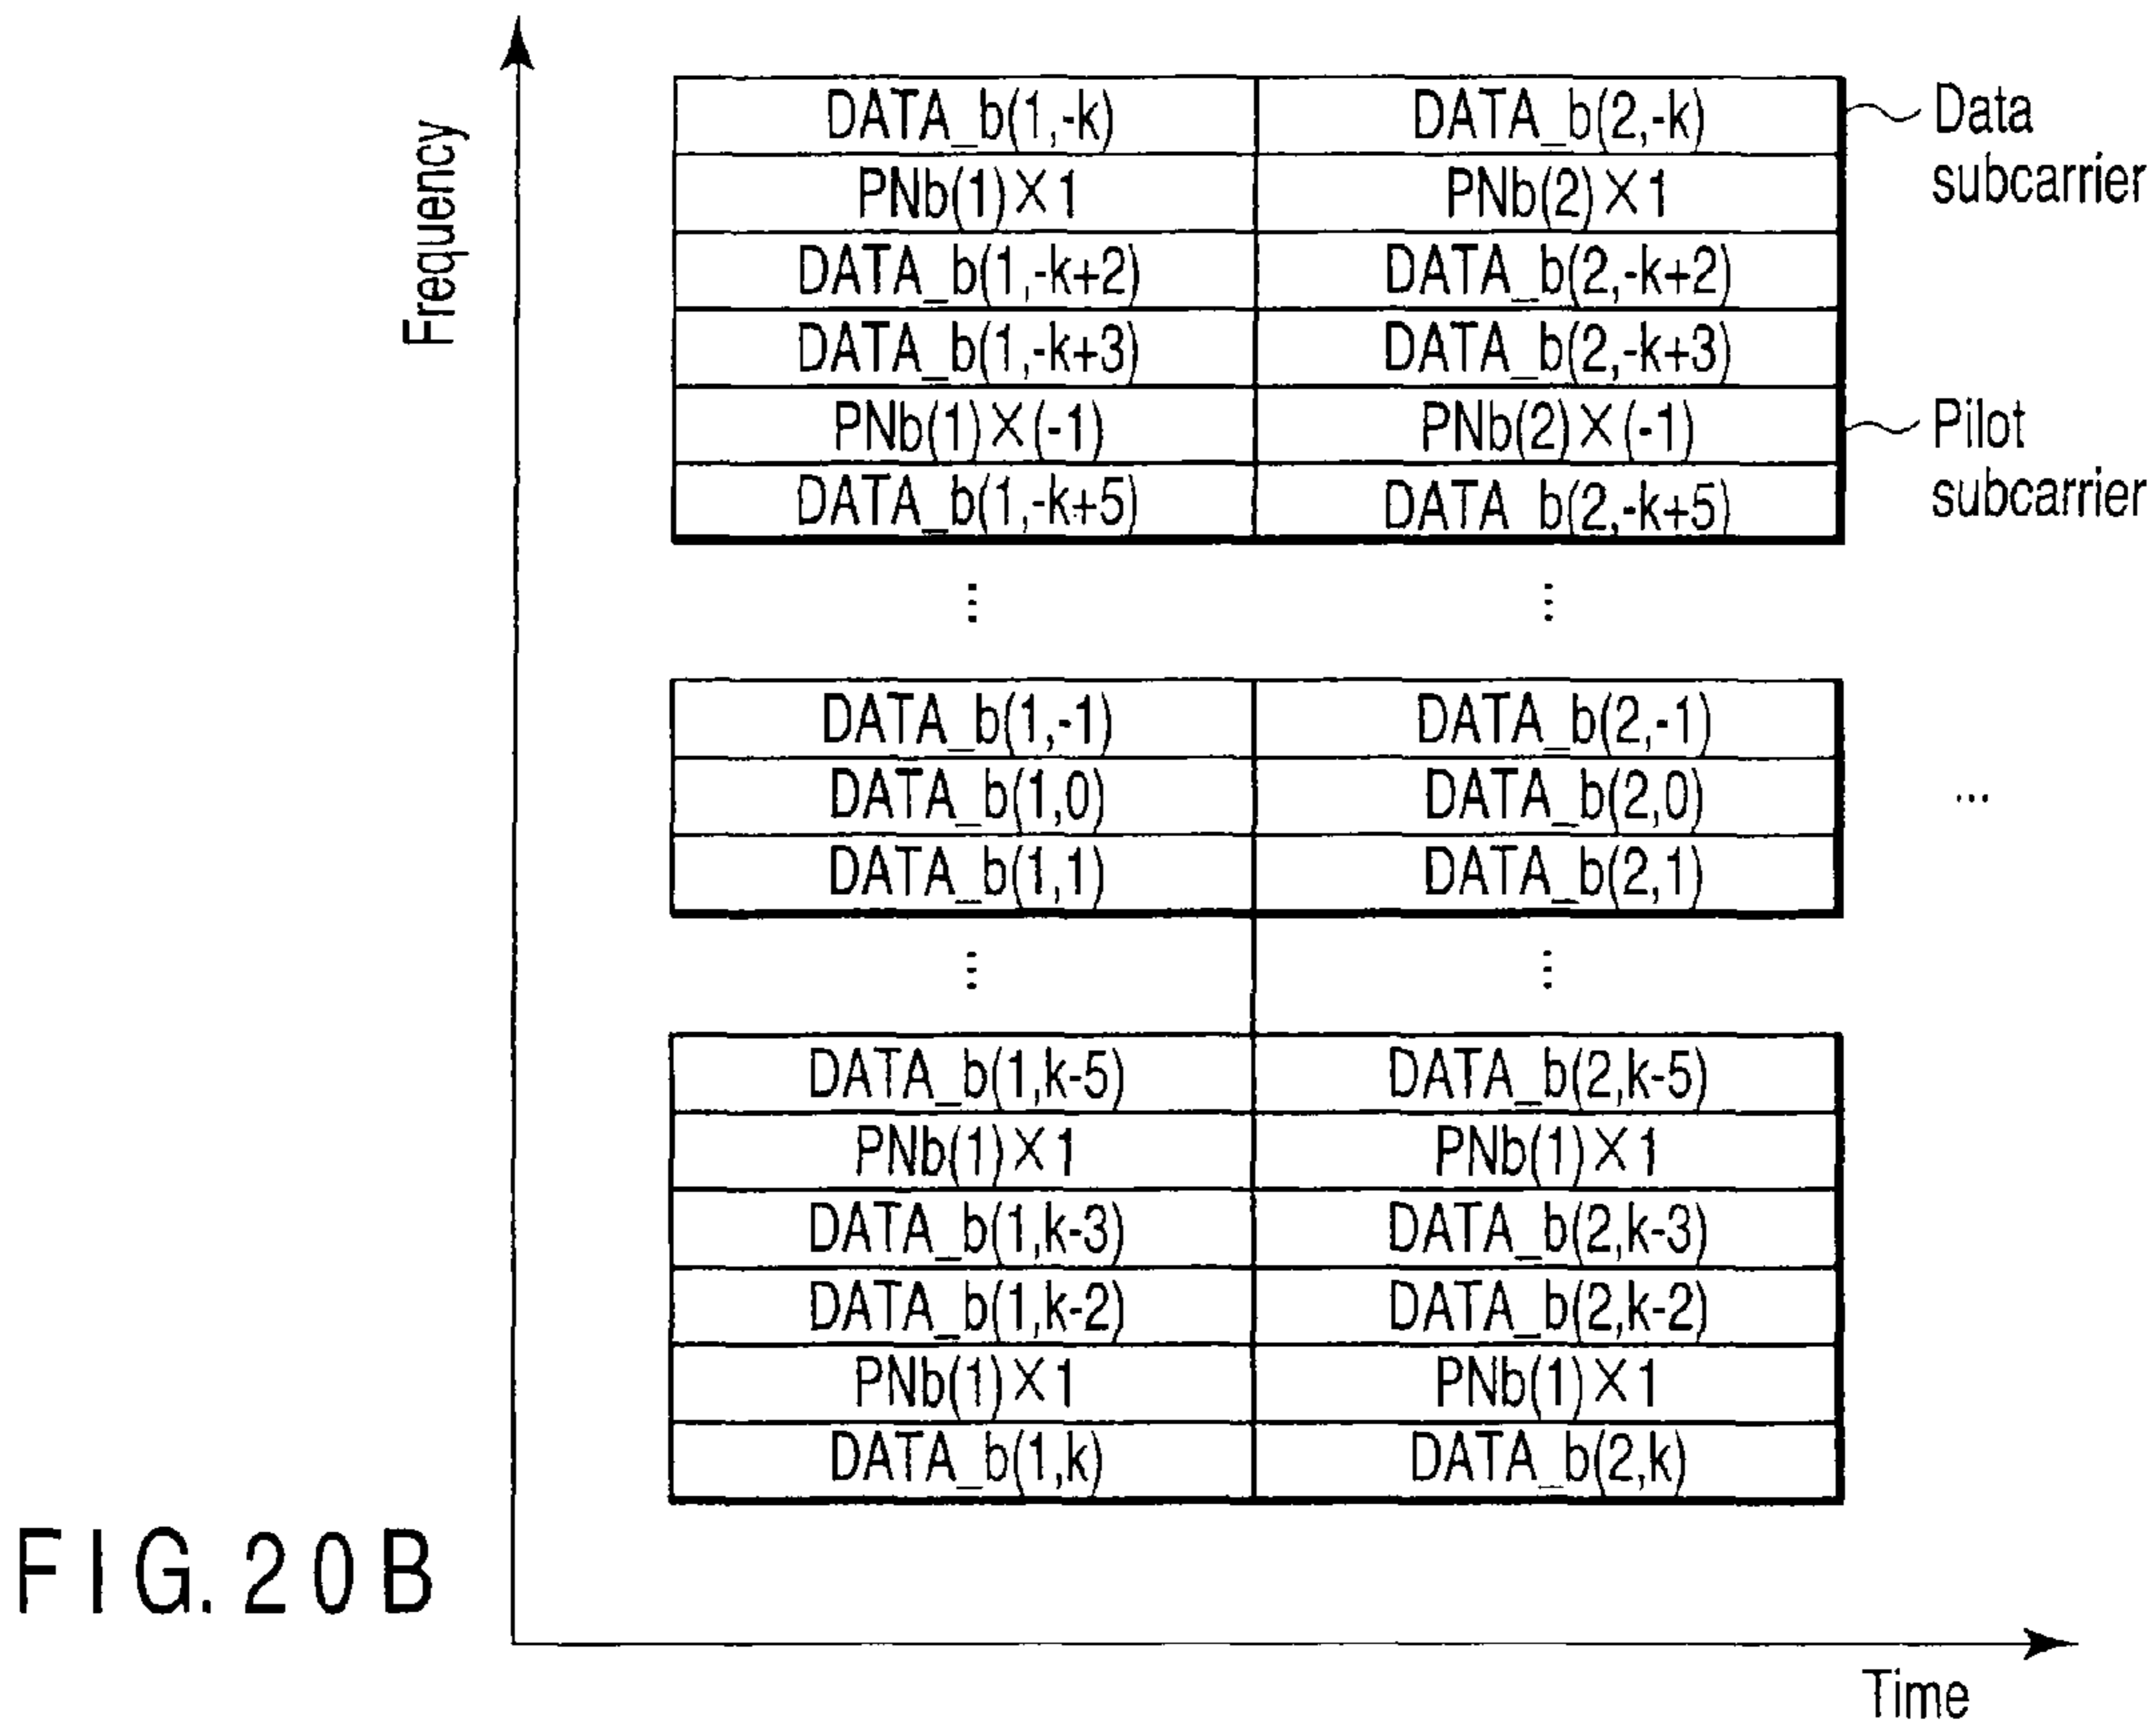 Frequency
DATA_b(1,-k) DATA_b(2,-k)
Data
subcarrier
PNb(1)×1 PNb(2)×1
DATA_b(1,-k+2) DATA_b(2,-k+2)
DATA_b(1,-k+3) DATA_b(2,-k+3)
PNb(1)×(-1) PNb(2)×(-1)
Pilot
subcarrier
DATA_b(1,-k+5) DATA_b(2,-k+5)
⋮ ⋮
DATA_b(1,-1) DATA_b(2,-1)
DATA_b(1,0) DATA_b(2,0) ...
DATA_b(1,1) DATA_b(2,1)
⋮ ⋮
DATA_b(1,k-5) DATA_b(2,k-5)
PNb(1)×1 PNb(1)×1
DATA_b(1,k-3) DATA_b(2,k-3)
DATA_b(1,k-2) DATA_b(2,k-2)
PNb(1)×1 PNb(1)×1
DATA_b(1,k) DATA_b(2,k)
FIG. 20B
Time